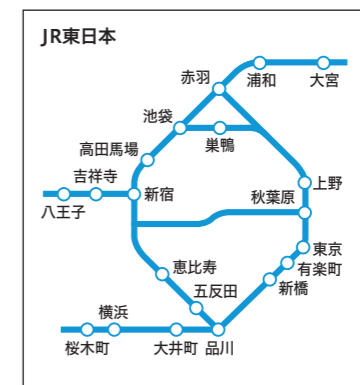 JR東日本
赤羽
浦和
大宮
池袋
巣鴨
高田馬場
吉祥寺
上野
八王子
新宿
秋葉原
東京
有楽町
恵比寿
新橋
五反田
横浜
桜木町
大井町
品川